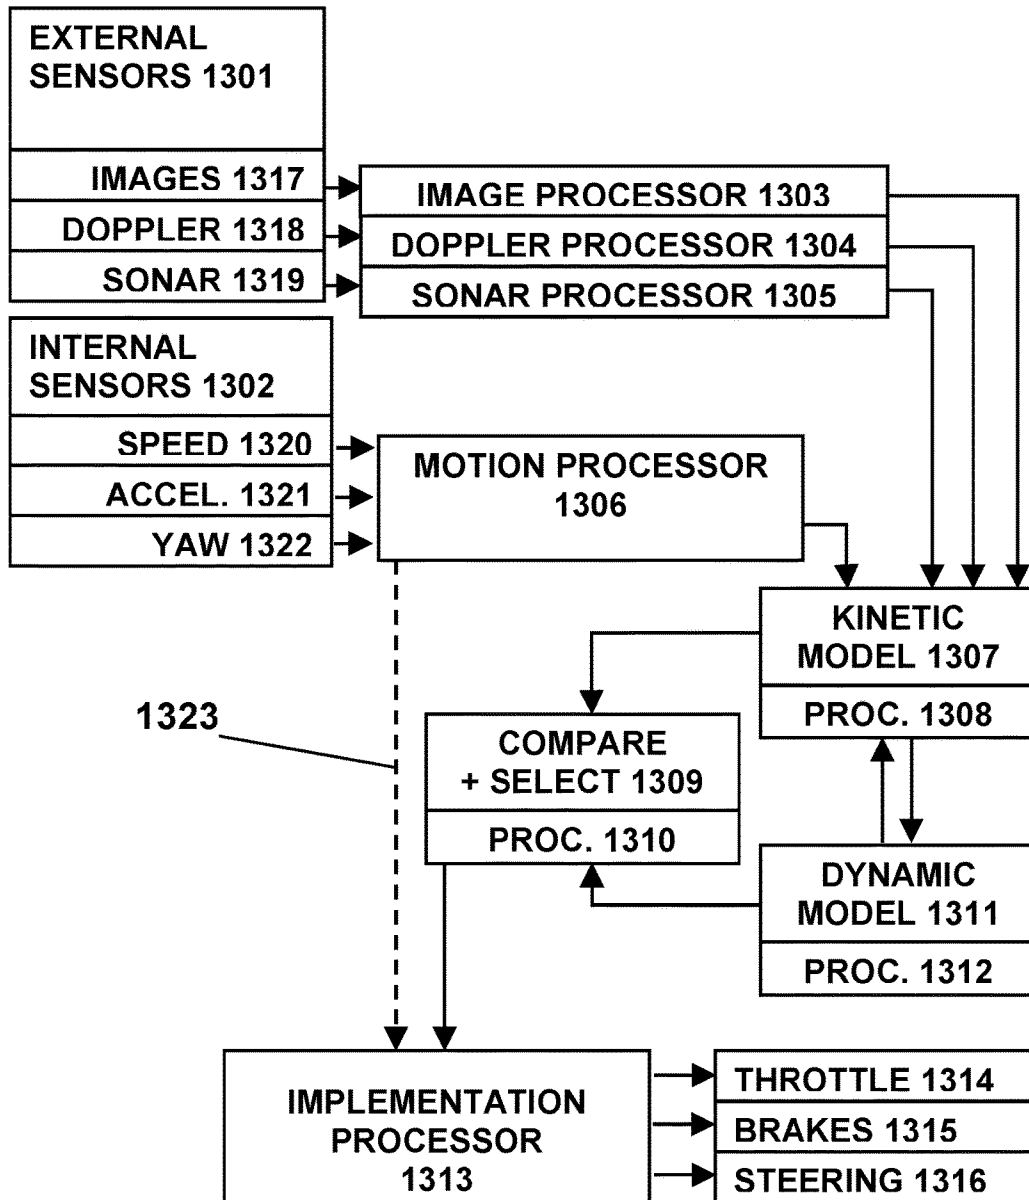 EXTERNAL
SENSORS 1301
IMAGES 1317
DOPPLER 1318
SONAR 1319
IMAGE PROCESSOR 1303
DOPPLER PROCESSOR 1304
SONAR PROCESSOR 1305
INTERNAL
SENSORS 1302
SPEED 1320
ACCEL. 1321
YAW 1322
MOTION PROCESSOR
1306
KINETIC
MODEL 1307
PROC. 1308
1323
COMPARE
+ SELECT 1309
PROC. 1310
DYNAMIC
MODEL 1311
PROC. 1312
IMPLEMENTATION
PROCESSOR
1313
THROTTLE 1314
BRAKES 1315
STEERING 1316